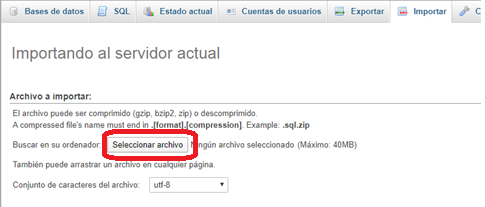 Bases de datos SQL Estado actual Cuentas de usuarios Exportar Importar
Importando al servidor actual
Archivo a importar:
El archivo puede ser comprimido (gzip, bzip2, zip) o descomprimido.
A compressed file's name must end in .[format].[compression]. Example: .sql.zip
Buscar en su ordenador: Seleccionar archivo Ningún archivo seleccionado (Máximo: 40MB)
También puede arrastrar un archivo en cualquier página.
Conjunto de caracteres del archivo: utf-8